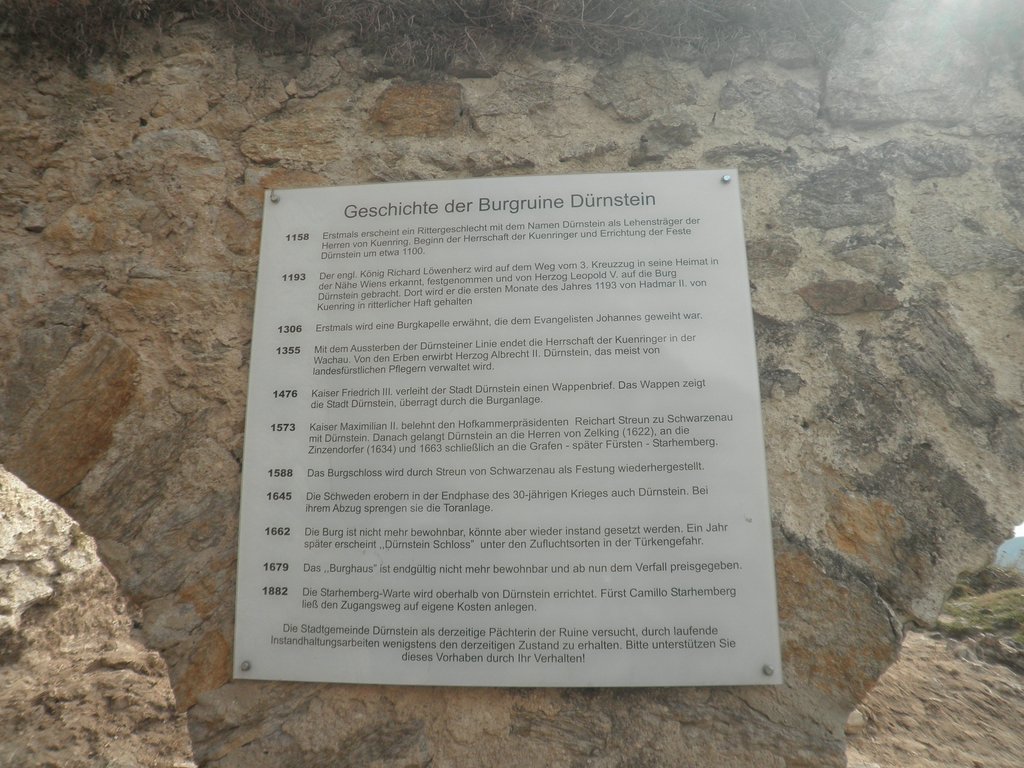 Geschichte der Burgruine Dürnstein
1158 Erstmals erscheint ein Rittergeschlecht mit dem Namen Dürnstein als Lehensträger der
Herren von Kuenring. Beginn der Herrschaft der Kuenringer und Errichtung der Feste
Dürnstein um etwa 1100.
1193 Der engl. König Richard Löwenherz wird auf dem Weg vom 3. Kreuzzug in seine Heimat in
der Nähe Wiens erkannt, festgenommen und von Herzog Leopold V. auf die Burg
Dürnstein gebracht. Dort wird er die ersten Monate des Jahres 1193 von Hadmar II. von
Kuenring in ritterlicher Haft gehalten
1306 Erstmals wird eine Burgkapelle erwähnt, die dem Evangelisten Johannes geweiht war.
1355 Mit dem Aussterben der Dürnsteiner Linie endet die Herrschaft der Kuenringer in der
Wachau. Von den Erben erwirbt Herzog Albrecht II. Dürnstein, das meist von
landesfürstlichen Pflegern verwaltet wird.
1476 Kaiser Friedrich III. verleiht der Stadt Dürnstein einen Wappenbrief. Das Wappen zeigt
die Stadt Dürnstein, überragt durch die Burganlage.
1573 Kaiser Maximilian II. belehnt den Hofkammerpräsidenten Reichart Streun zu Schwarzenau
mit Dürnstein. Danach gelangt Dürnstein an die Herren von Zelking (1622), an die
Zinzendorfer (1634) und 1663 schließlich an die Grafen - später Fürsten - Starhemberg.
1588 Das Burgschloss wird durch Streun von Schwarzenau als Festung wiederhergestellt.
1645 Die Schweden erobern in der Endphase des 30-jährigen Krieges auch Dürnstein. Bei
ihrem Abzug sprengen sie die Toranlage.
1662 Die Burg ist nicht mehr bewohnbar, könnte aber wieder instand gesetzt werden. Ein Jahr
später erscheint ,,Dürnstein Schloss" unter den Zufluchtsorten in der Türkengefahr.
1679 Das ,,Burghaus" ist endgültig nicht mehr bewohnbar und ab nun dem Verfall preisgegeben.
1882 Die Starhemberg-Warte wird oberhalb von Dürnstein errichtet. Fürst Camillo Starhemberg
ließ den Zugangsweg auf eigene Kosten anlegen.
Die Stadtgemeinde Dürnstein als derzeitige Pächterin der Ruine versucht, durch laufende
Instandhaltungsarbeiten wenigstens den derzeitigen Zustand zu erhalten. Bitte unterstützen Sie
dieses Vorhaben durch Ihr Verhalten!